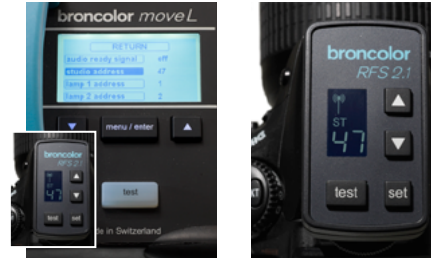 broncolor move L
RETURN
audio ready signal off
studio address 47
lamp 1 address 1
lamp 2 address 2
menu / enter
test
de in Switzerland
broncolor
RFS 2.1
ST
47
test set
broncolor
RFS 2.1
ST
47
test set